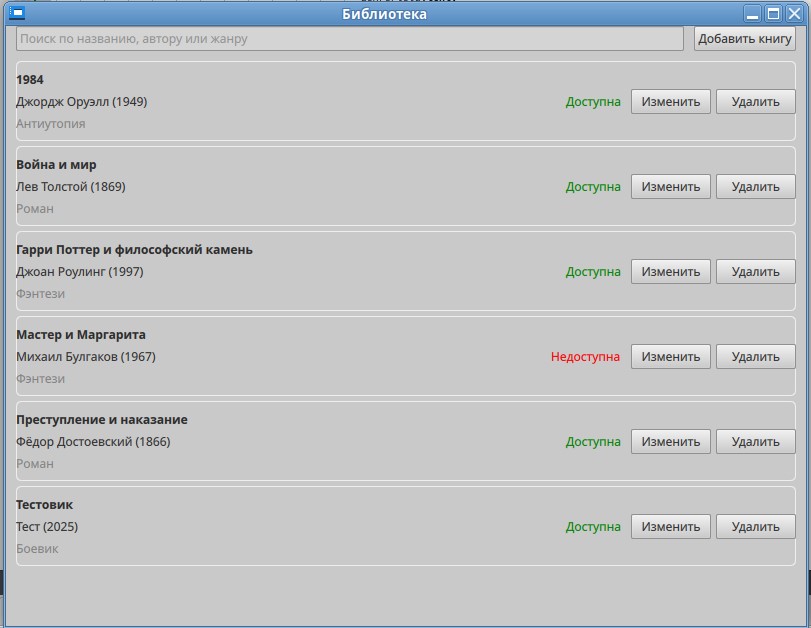 Библиотека
Поиск по названию, автору или жанру
Добавить книгу
1984
Джордж Оруэлл (1949)
Доступна Изменить Удалить
Антиутопия
Война и мир
Лев Толстой (1869)
Доступна Изменить Удалить
Роман
Гарри Поттер и философский камень
Джоан Роулинг (1997)
Доступна Изменить Удалить
Фэнтези
Мастер и Маргарита
Михаил Булгаков (1967)
Недоступна Изменить Удалить
Фэнтези
Преступление и наказание
Фёдор Достоевский (1866)
Доступна Изменить Удалить
Роман
Тестовик
Тест (2025)
Доступна Изменить Удалить
Боевик